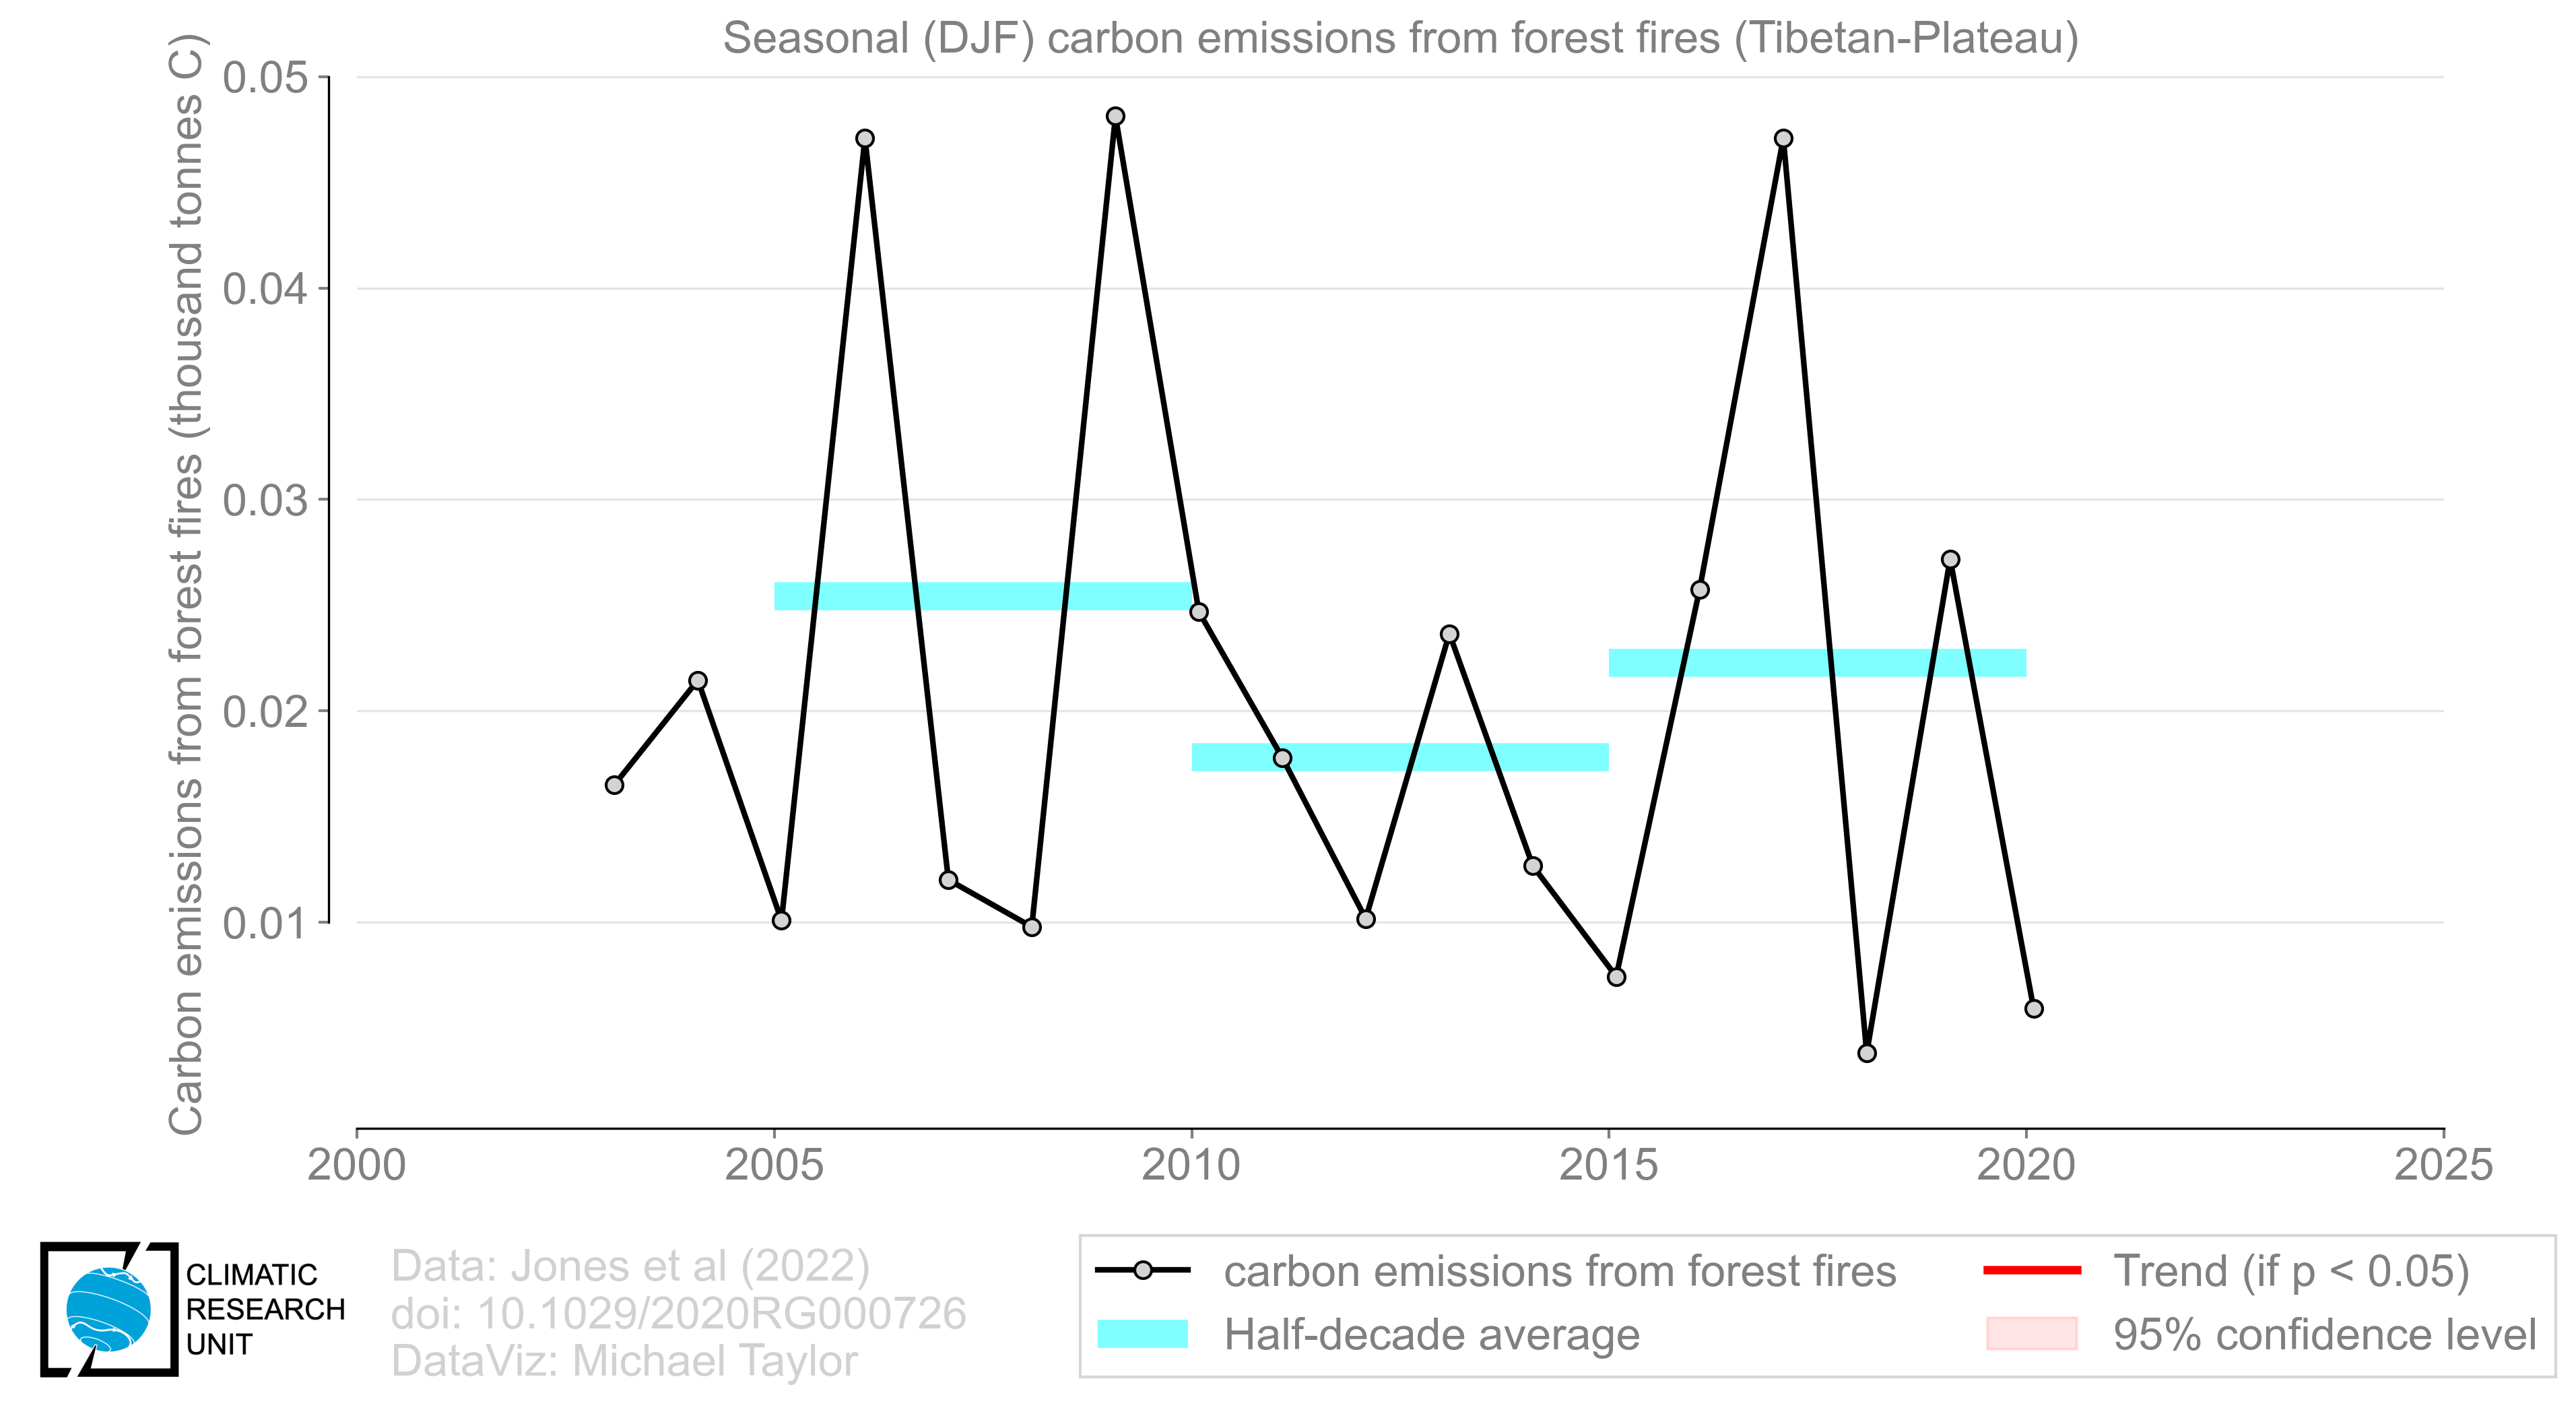 Seasonal (DJF) carbon emissions from forest fires (Tibetan-Plateau)
Carbon emissions from forest fires (thousand tonnes C)
0.05
0.04
0.03
0.02
0.01
2000
2005
2010
2015
2020
2025
CLIMATIC
RESEARCH
UNIT
Data: Jones et al (2022)
doi: 10.1029/2020RG000726
DataViz: Michael Taylor
carbon emissions from forest fires
Half-decade average
Trend (if p < 0.05)
95% confidence level